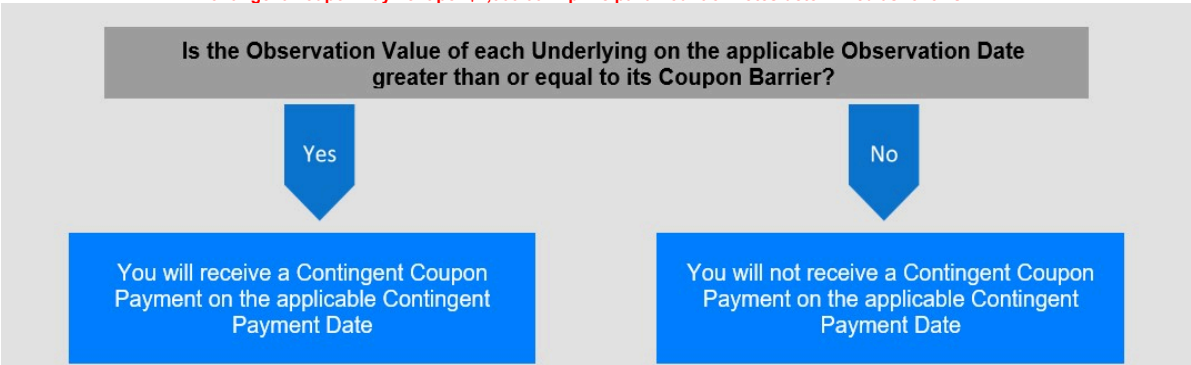 Is the Observation Value of each Underlying on the applicable Observation Date
greater than or equal to its Coupon Barrier?
Yes
No
You will receive a Contingent Coupon
Payment on the applicable Contingent
Payment Date
You will not receive a Contingent Coupon
Payment on the applicable Contingent
Payment Date